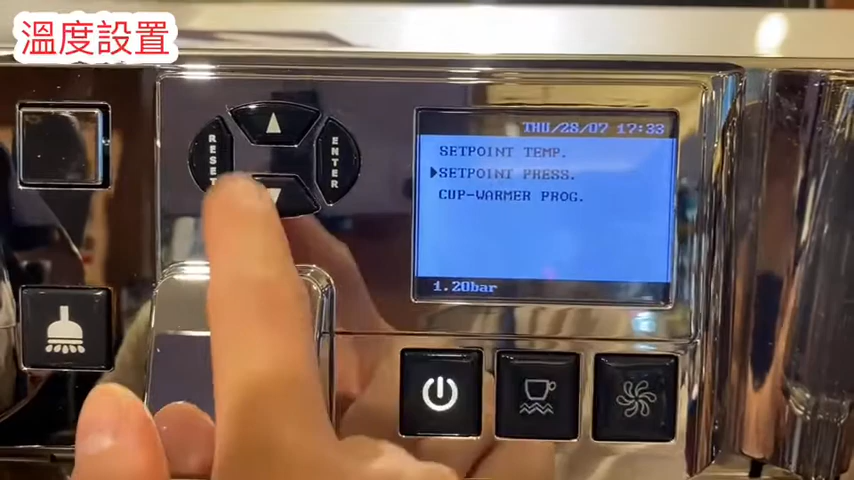 溫度設置
THU/28/07 17:33
RESET
ENTER
SETPOINT TEMP.
SETPOINT PRESS.
CUP-WARMER PROG.
1.20bar